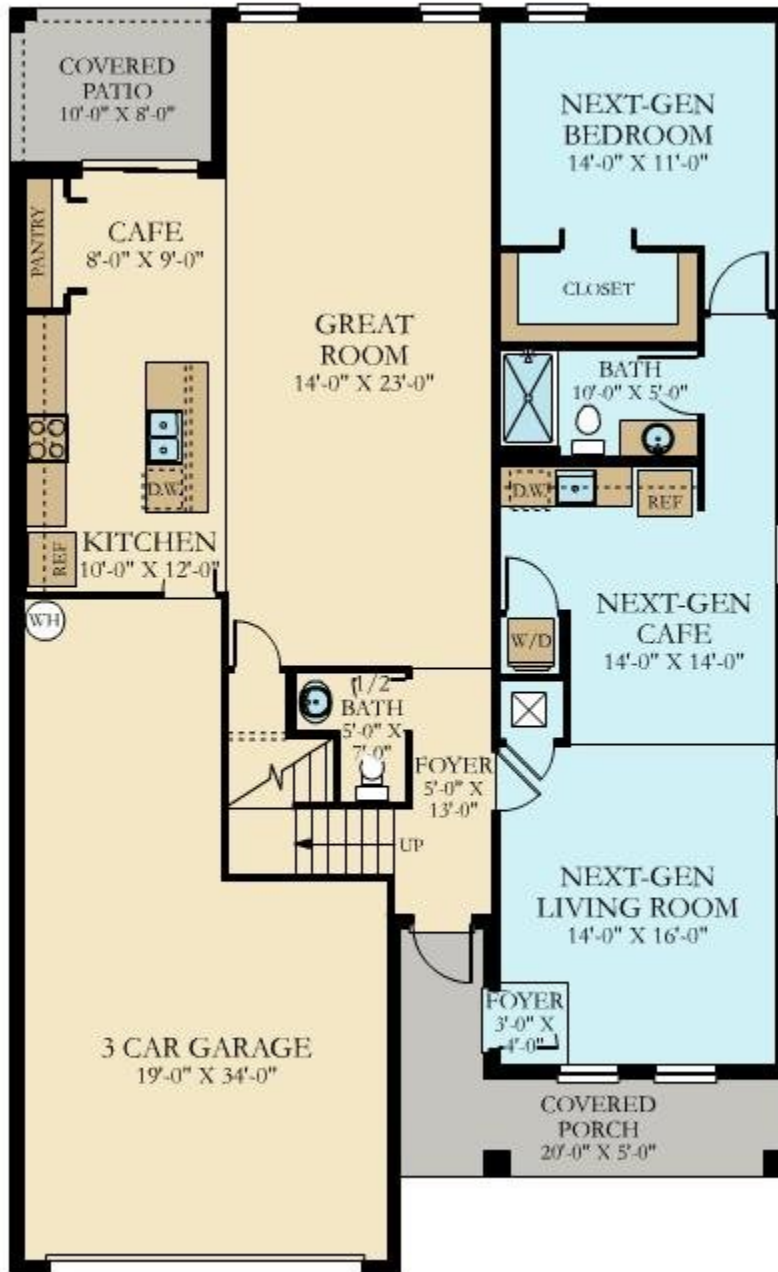 COVERED
PATIO
10'-0" X 8'-0"
NEXT-GEN
BEDROOM
14'-0" X 11'-0"
PANTRY
CAFE
8'-0" X 9'-0"
GREAT
ROOM
14'-0" X 23'-0"
CLOSET
BATH
10'-0" X 5'-0"
D.W.
KITCHEN
10'-0" X 12'-0"
REF
D.W.
REF
WH
NEXT-GEN
CAFE
14'-0" X 14'-0"
W/D
1/2
BATH
5'-0" X
7'-0"
FOYER
5'-0" X
13'-0"
UP
NEXT-GEN
LIVING ROOM
14'-0" X 16'-0"
FOYER
3'-0" X
4'-0"
3 CAR GARAGE
19'-0" X 34'-0"
COVERED
PORCH
20'-0" X 5'-0"